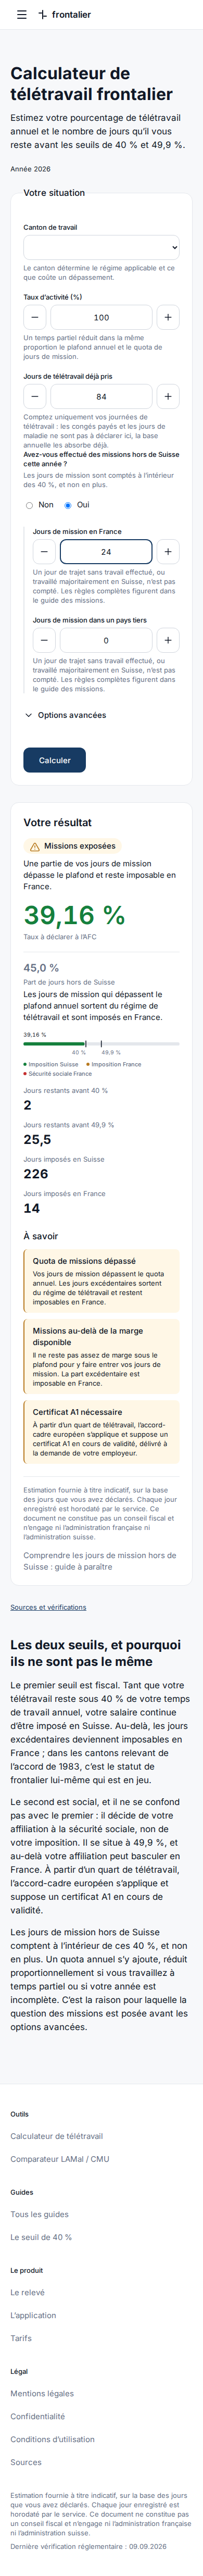 frontalier
Calculateur de
télétravail frontalier
Estimez votre pourcentage de télétravail
annuel et le nombre de jours qu’il vous
reste avant les seuils de 40 % et 49,9 %.
Année 2026
Votre situation
Canton de travail
Le canton détermine le régime applicable et ce
que coûte un dépassement.
Taux d’activité (%)
100
Un temps partiel réduit dans la même
proportion le plafond annuel et le quota de
jours de mission.
Jours de télétravail déjà pris
84
Comptez uniquement vos journées de
télétravail : les congés payés et les jours de
maladie ne sont pas à déclarer ici, la base
annuelle les absorbe déjà.
Avez-vous effectué des missions hors de Suisse
cette année ?
Les jours de mission sont comptés à l’intérieur
des 40 %, et non en plus.
Non Oui
Jours de mission en France
24
Un jour de trajet sans travail effectué, ou
travaillé majoritairement en Suisse, n’est pas
compté. Les règles complètes figurent dans
le guide des missions.
Jours de mission dans un pays tiers
0
Un jour de trajet sans travail effectué, ou
travaillé majoritairement en Suisse, n’est pas
compté. Les règles complètes figurent dans
le guide des missions.
Options avancées
Calculer
Votre résultat
Missions exposées
Une partie de vos jours de mission
dépasse le plafond et reste imposable en
France.
39,16 %
Taux à déclarer à l’AFC
45,0 %
Part de jours hors de Suisse
Les jours de mission qui dépassent le
plafond annuel sortent du régime de
télétravail et sont imposés en France.
39,16 %
40 % 49,9 %
Imposition Suisse Imposition France
Sécurité sociale France
Jours restants avant 40 %
2
Jours restants avant 49,9 %
25,5
Jours imposés en Suisse
226
Jours imposés en France
14
À savoir
Quota de missions dépassé
Vos jours de mission dépassent le quota
annuel. Les jours excédentaires sortent
du régime de télétravail et restent
imposables en France.
Missions au-delà de la marge
disponible
Il ne reste pas assez de marge sous le
plafond pour y faire entrer vos jours de
mission. La part excédentaire est
imposable en France.
Certificat A1 nécessaire
À partir d’un quart de télétravail, l’accord-
cadre européen s’applique et suppose un
certificat A1 en cours de validité, délivré à
la demande de votre employeur.
Estimation fournie à titre indicatif, sur la base
des jours que vous avez déclarés. Chaque jour
enregistré est horodaté par le service. Ce
document ne constitue pas un conseil fiscal et
n’engage ni l’administration française ni
l’administration suisse.
Comprendre les jours de mission hors de
Suisse : guide à paraître
Sources et vérifications
Les deux seuils, et pourquoi
ils ne sont pas le même
Le premier seuil est fiscal. Tant que votre
télétravail reste sous 40 % de votre temps
de travail annuel, votre salaire continue
d’être imposé en Suisse. Au-delà, les jours
excédentaires deviennent imposables en
France ; dans les cantons relevant de
l’accord de 1983, c’est le statut de
frontalier lui-même qui est en jeu.
Le second est social, et il ne se confond
pas avec le premier : il décide de votre
affiliation à la sécurité sociale, non de
votre imposition. Il se situe à 49,9 %, et
au-delà votre affiliation peut basculer en
France. À partir d’un quart de télétravail,
l’accord-cadre européen s’applique et
suppose un certificat A1 en cours de
validité.
Les jours de mission hors de Suisse
comptent à l’intérieur de ces 40 %, et non
en plus. Un quota annuel s’y ajoute, réduit
proportionnellement si vous travaillez à
temps partiel ou si votre année est
incomplète. C’est la raison pour laquelle la
question des missions est posée avant les
options avancées.
Outils
Calculateur de télétravail
Comparateur LAMal / CMU
Guides
Tous les guides
Le seuil de 40 %
Le produit
Le relevé
L’application
Tarifs
Légal
Mentions légales
Confidentialité
Conditions d’utilisation
Sources
Estimation fournie à titre indicatif, sur la base des jours
que vous avez déclarés. Chaque jour enregistré est
horodaté par le service. Ce document ne constitue pas
un conseil fiscal et n’engage ni l’administration française
ni l’administration suisse.
Dernière vérification réglementaire : 09.09.2026